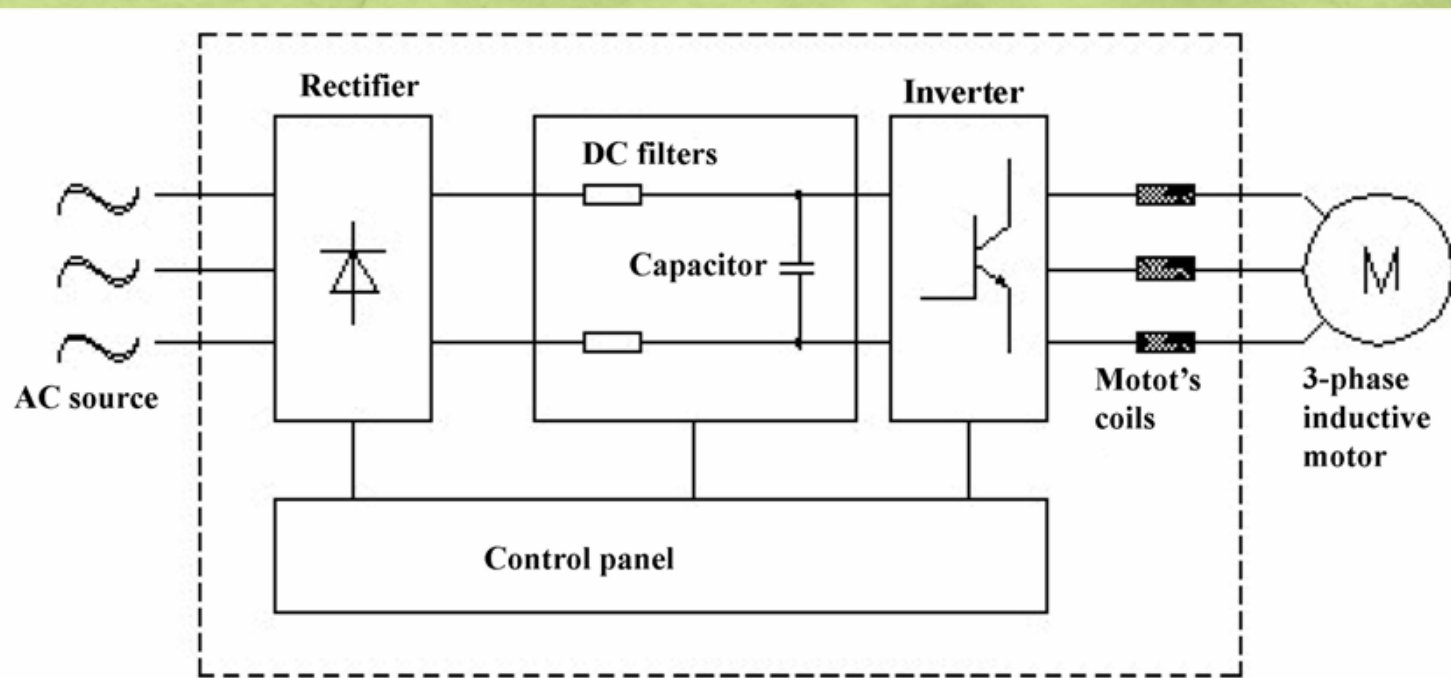 Rectifier
Inverter
DC filters
Capacitor
M
AC source
Motot's
coils
3-phase
inductive
motor
Control panel